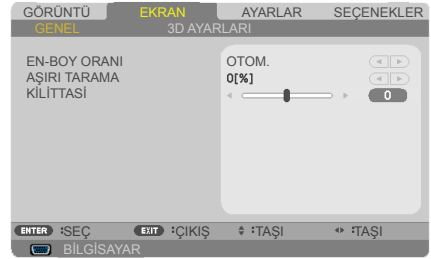 GÖRÜNTÜ EKRAN AYARLAR SEÇENEKLER
GENEL 3D AYARLARI
EN-BOY ORANI OTOM.
AŞIRI TARAMA 0[%]
KİLİTTASİ 0
ENTER :SEÇ EXIT :ÇIKIŞ :TAŞI :TAŞI
BİLGİSAYAR